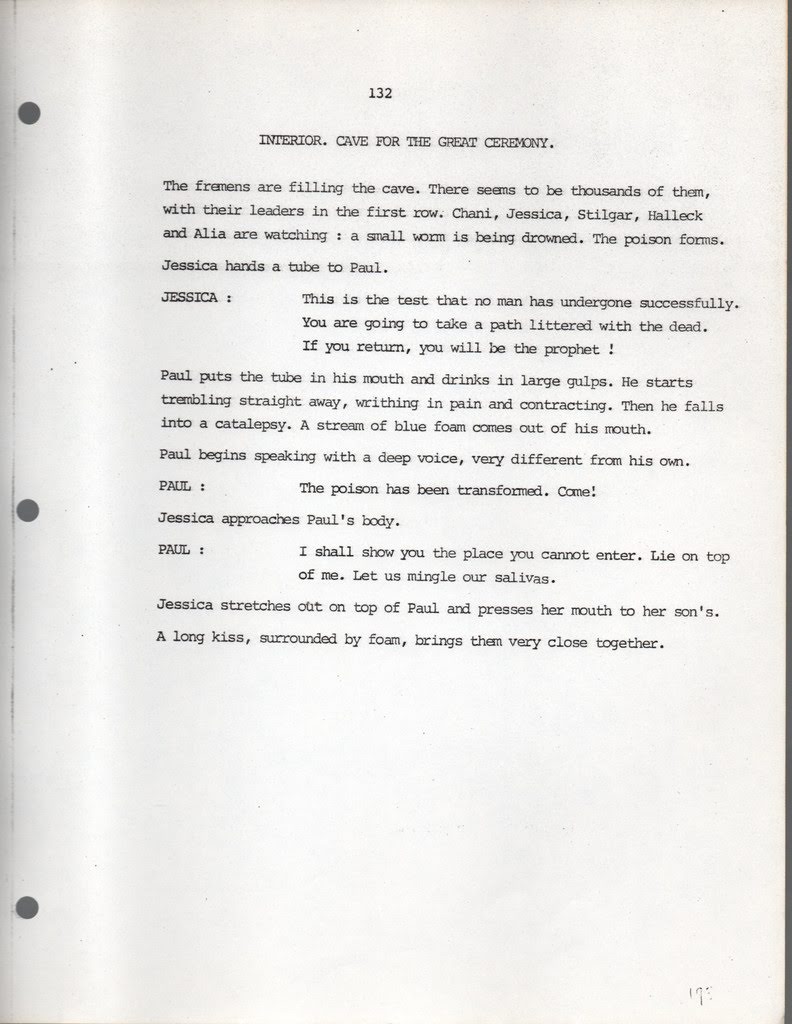 132
INTERIOR. CAVE FOR THE GREAT CEREMONY.
The fremens are filling the cave. There seems to be thousands of them,
with their leaders in the first row. Chani, Jessica, Stilgar, Halleck
and Alia are watching : a small worm is being drowned. The poison forms.
Jessica hands a tube to Paul.
JESSICA : This is the test that no man has undergone successfully.
You are going to take a path littered with the dead.
If you return, you will be the prophet !
Paul puts the tube in his mouth and drinks in large gulps. He starts
trembling straight away, writhing in pain and contracting. Then he falls
into a catalepsy. A stream of blue foam comes out of his mouth.
Paul begins speaking with a deep voice, very different from his own.
PAUL : The poison has been transformed. Come!
Jessica approaches Paul's body.
PAUL : I shall show you the place you cannot enter. Lie on top
of me. Let us mingle our salivas.
Jessica stretches out on top of Paul and presses her mouth to her son's.
A long kiss, surrounded by foam, brings them very close together.